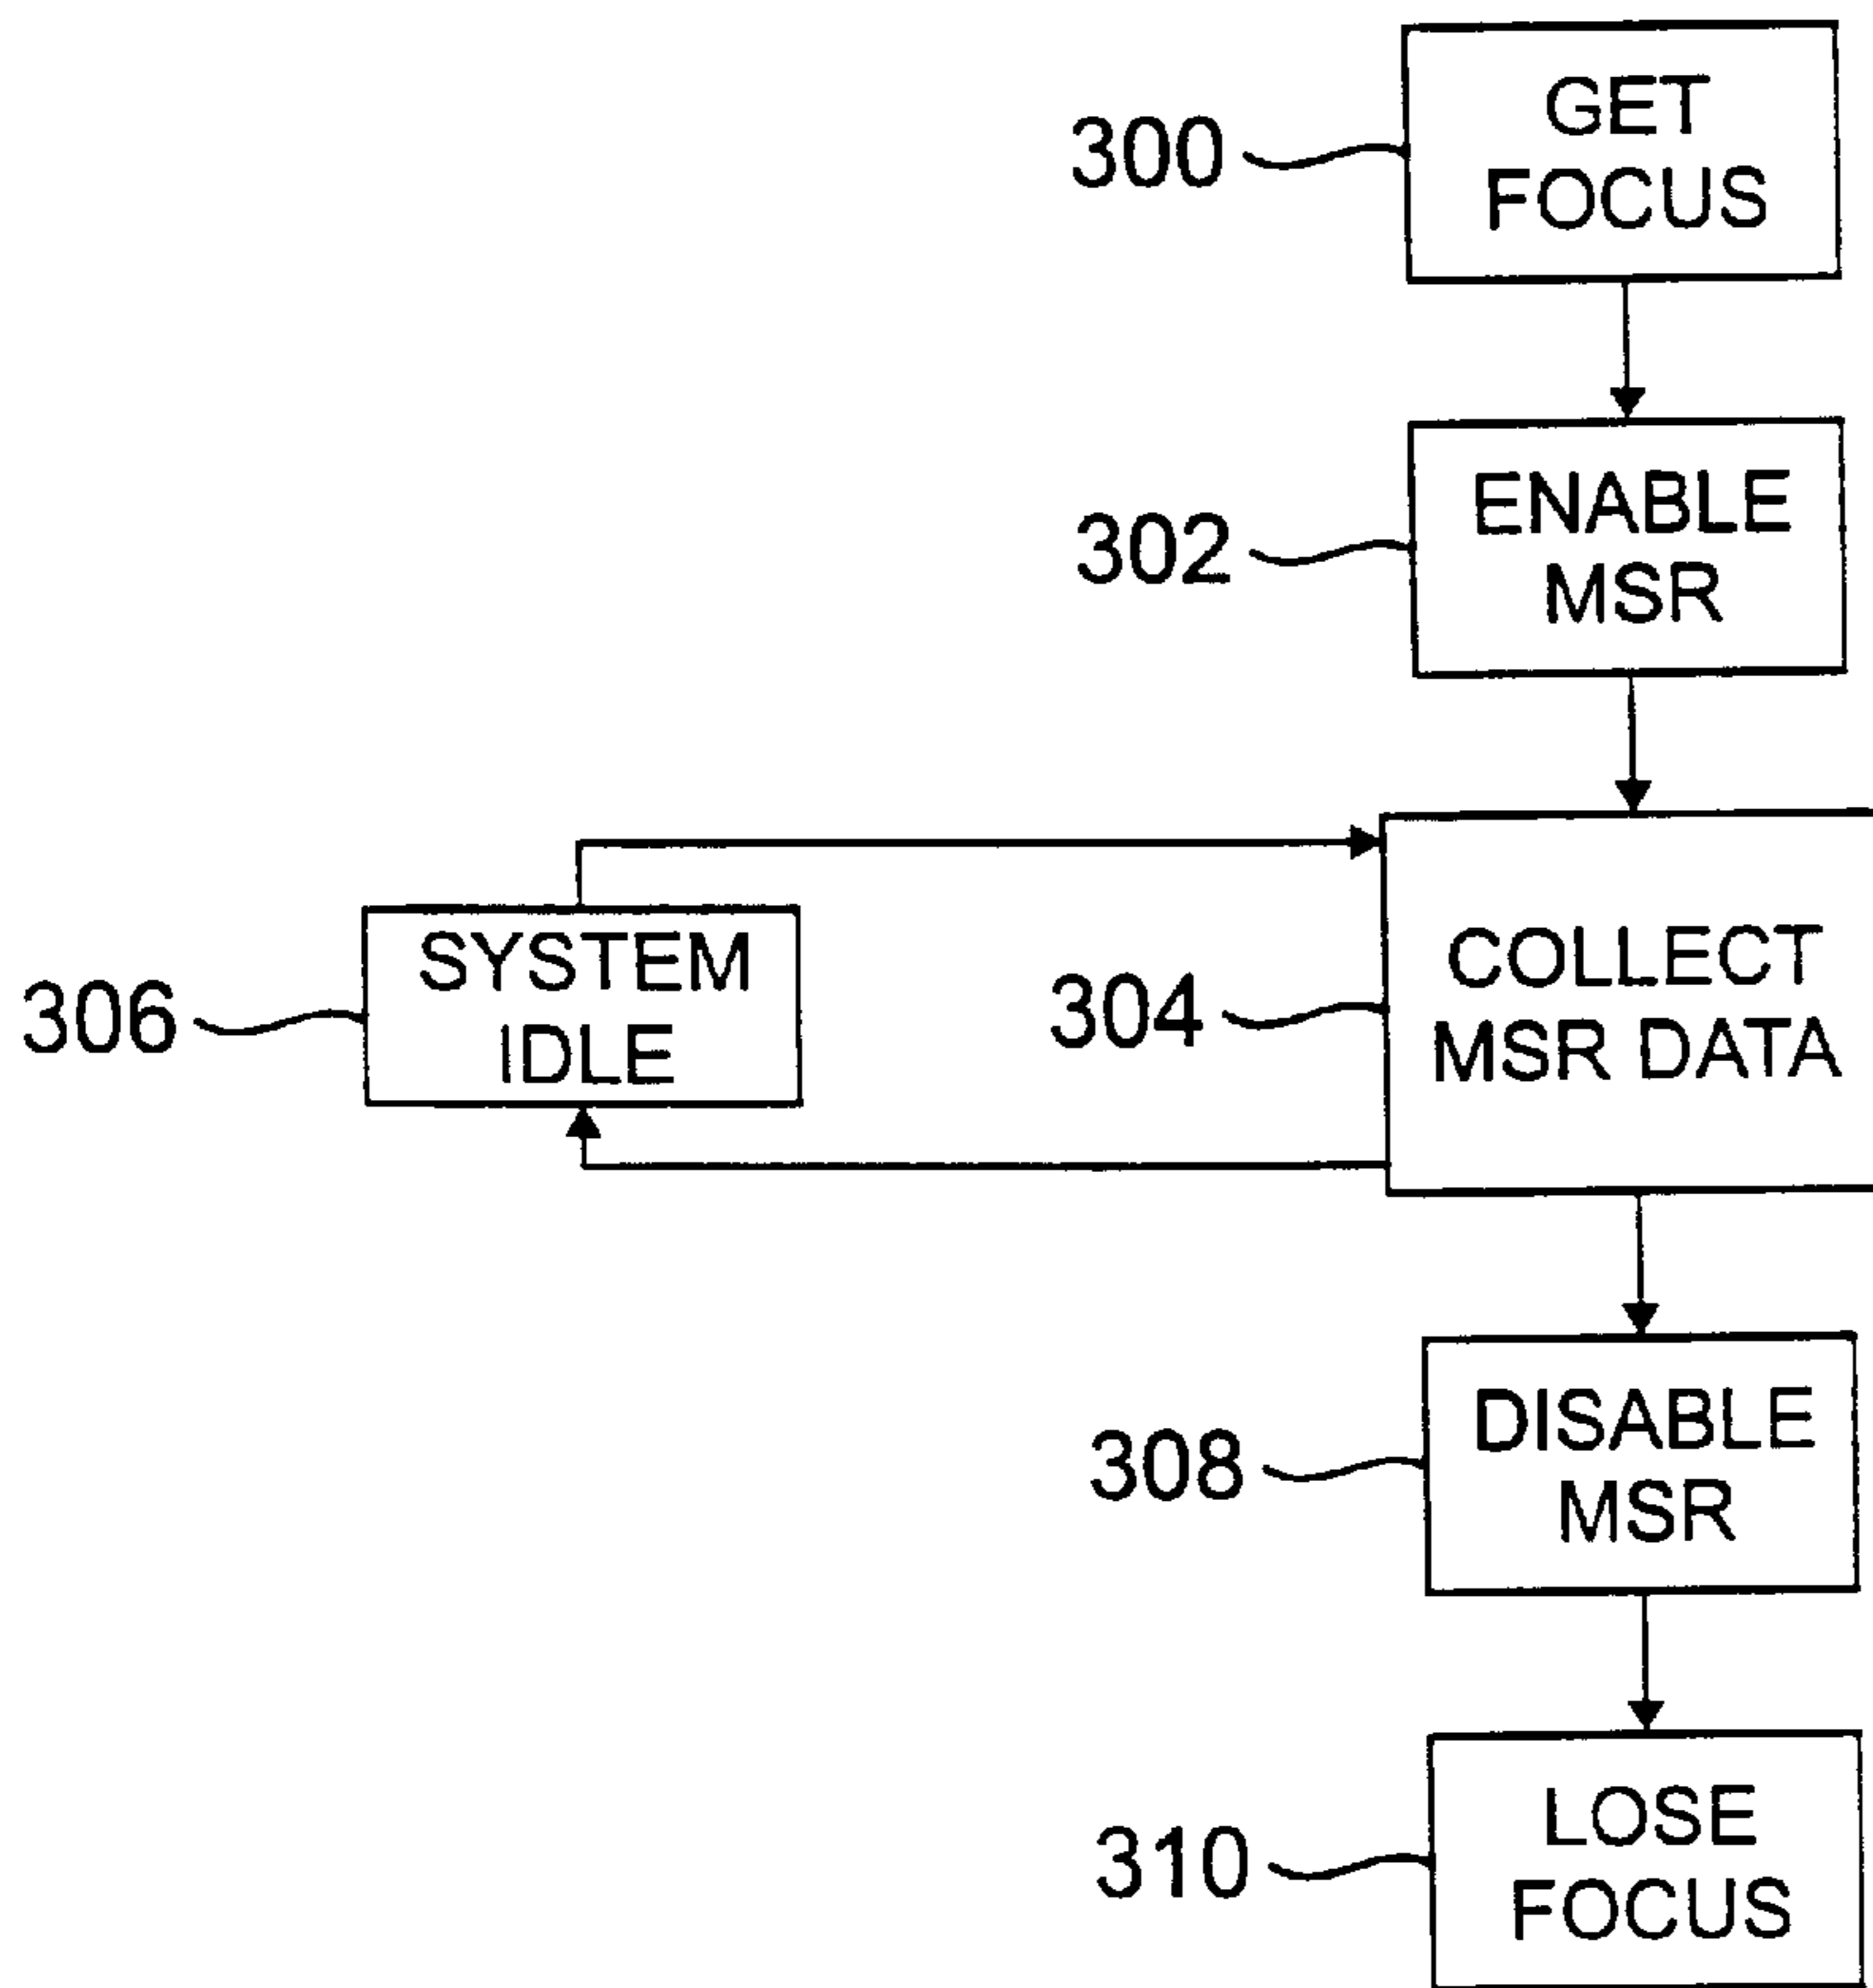 300
GET
FOCUS
302
ENABLE
MSR
306
SYSTEM
IDLE
304
COLLECT
MSR DATA
308
DISABLE
MSR
310
LOSE
FOCUS